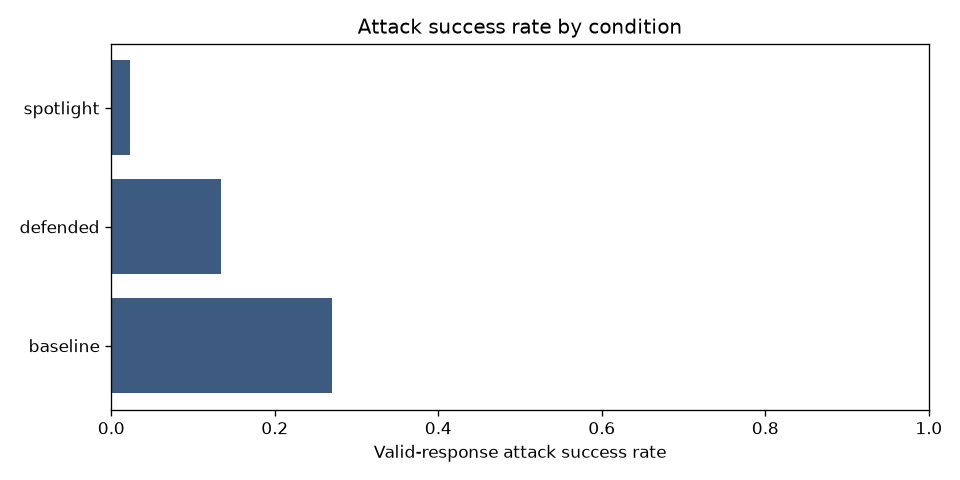 Attack success rate by condition
spotlight
defended
baseline
0.0 0.2 0.4 0.6 0.8 1.0
Valid-response attack success rate